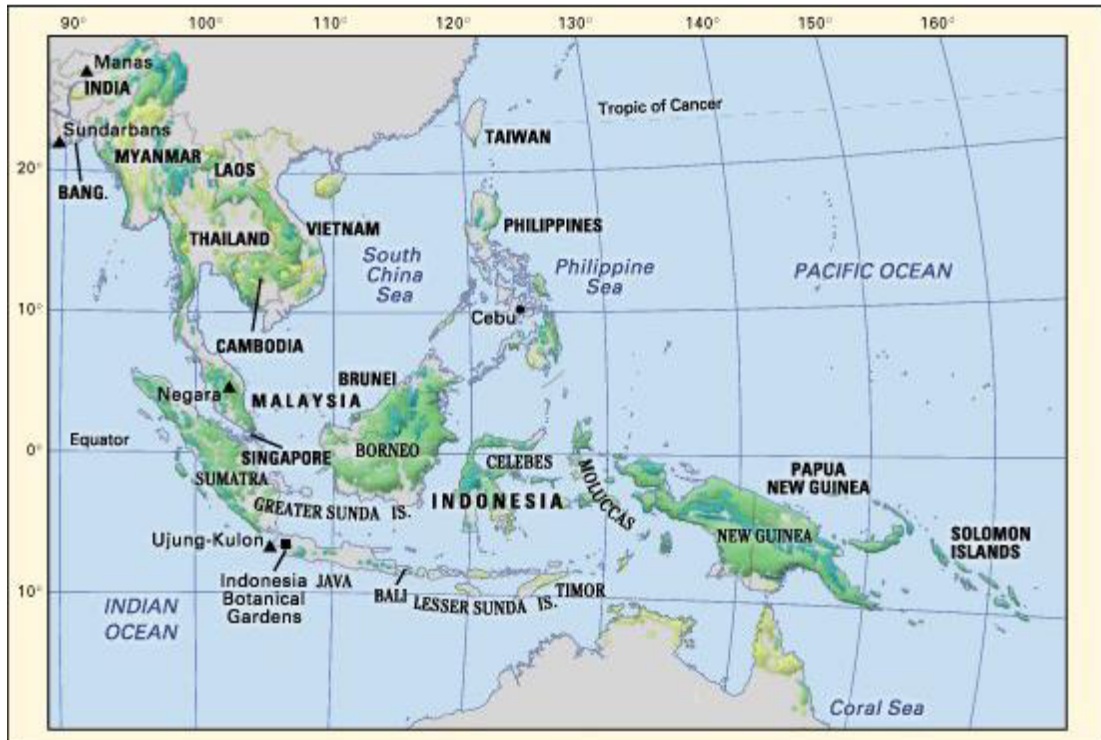 90°
100°
110°
120°
130°
140°
150°
160°
Manas
INDIA
Tropic of Cancer
Sundarbans
TAIWAN
MYANMAR
20°
LAOS
BANG.
VIETNAM
PHILIPPINES
THAILAND
South
China
Sea
Philippine
Sea
PACIFIC OCEAN
10°
Cebu
CAMBODIA
BRUNEI
Negara
MALAYSIA
Equator
0°
BORNEO
SINGAPORE
CELEBES
SUMATRA
MOLUCCAS
PAPUA
NEW GUINEA
INDONESIA
GREATER SUNDA IS.
NEW GUINEA
SOLOMON
ISLANDS
Ujung-Kulon
Indonesia
Botanical
Gardens
JAVA
BALI
LESSER SUNDA IS.
TIMOR
10°
INDIAN
OCEAN
Coral Sea